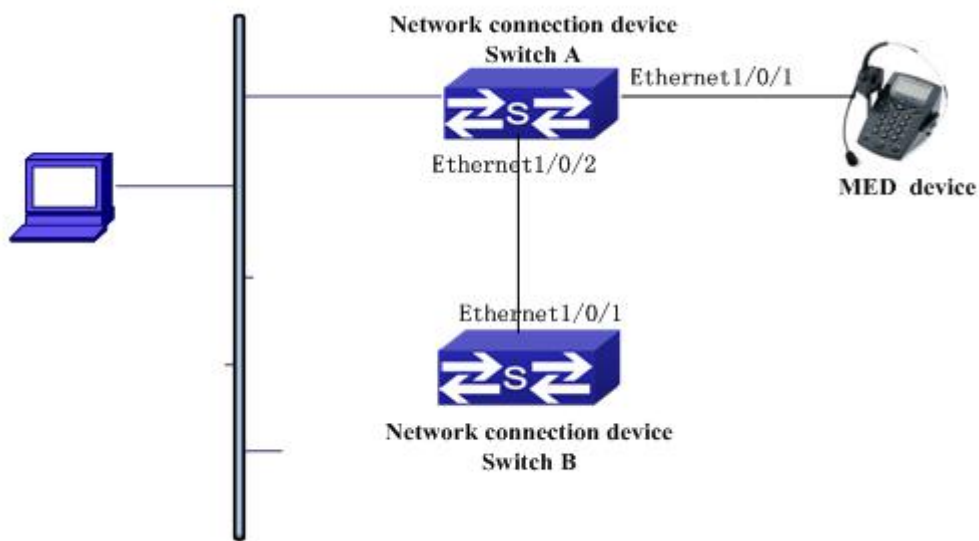 Network connection device
Switch A
Ethernet1/0/1
S
Ethernet1/0/2
MED device
Ethernet1/0/1
S
Network connection device
Switch B